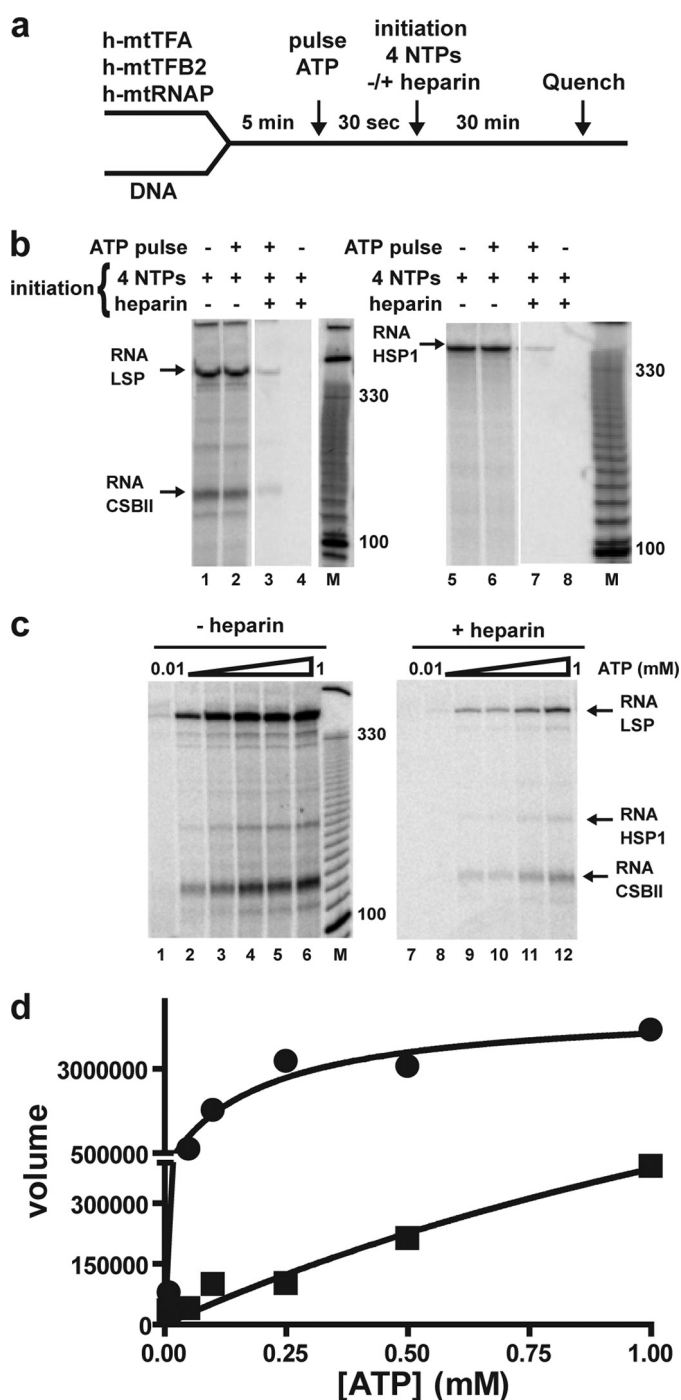 a
h-mtTFA
h-mtTFB2
h-mtRNAP
DNA
pulse
ATP
initiation
4 NTPs
-/+ heparin
Quench
5 min
30 sec
30 min
b
ATP pulse - + + -
initiation { 4 NTPs + + + +
heparin - - + +
RNA
LSP
RNA
CSBII
330
100
1 2 3 4 M
ATP pulse - + + -
4 NTPs + + + +
heparin - - + +
RNA
HSP1
330
100
5 6 7 8 M
c
- heparin
0.01 1
330
100
1 2 3 4 5 6 M
+ heparin
0.01 1 ATP (mM)
RNA
LSP
RNA
HSP1
RNA
CSBII
7 8 9 10 11 12
d
volume
3000000
500000
300000
150000
0
0.00 0.25 0.50 0.75 1.00
[ATP] (mM)